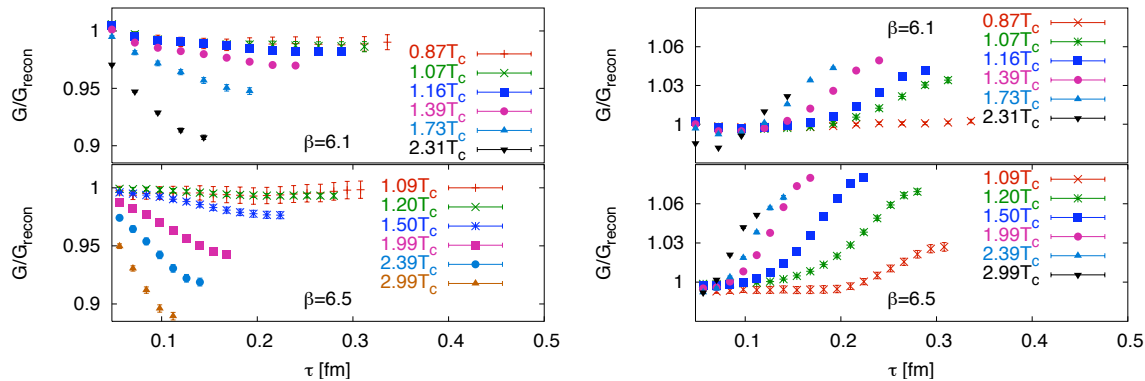 G/G_recon
1
0.95
0.9
0.87T_c
1.07T_c
1.16T_c
1.39T_c
1.73T_c
2.31T_c
β=6.1
G/G_recon
1
0.95
0.9
1.09T_c
1.20T_c
1.50T_c
1.99T_c
2.39T_c
2.99T_c
β=6.5
0.1 0.2 0.3 0.4 0.5
τ [fm]
G/G_recon
1.06
1.03
1
β=6.1
0.87T_c
1.07T_c
1.16T_c
1.39T_c
1.73T_c
2.31T_c
G/G_recon
1.06
1.03
1
1.09T_c
1.20T_c
1.50T_c
1.99T_c
2.39T_c
2.99T_c
β=6.5
0.1 0.2 0.3 0.4 0.5
τ [fm]